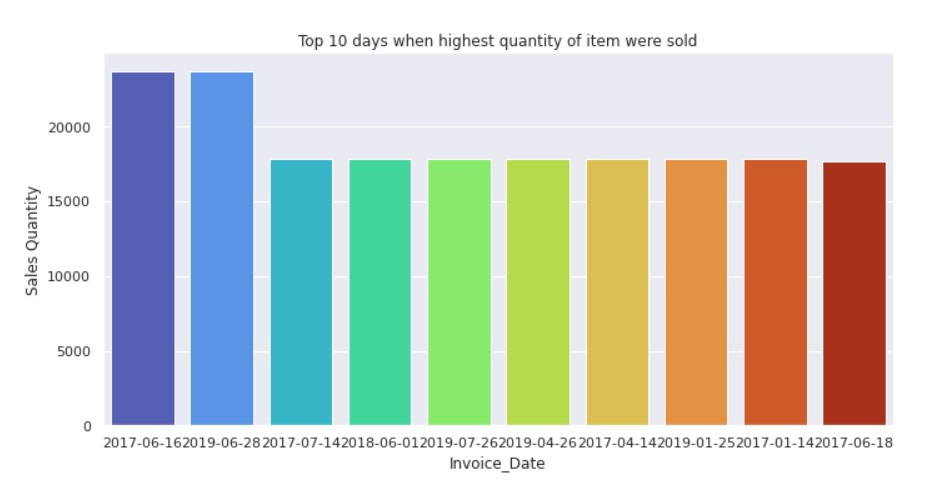 Top 10 days when highest quantity of item were sold
20000
15000
10000
5000
0
Sales Quantity
2017-06-16 2019-06-28 2017-07-14 2018-06-01 2019-07-26 2019-04-26 2017-04-14 2019-01-25 2017-01-14 2017-06-18
Invoice_Date